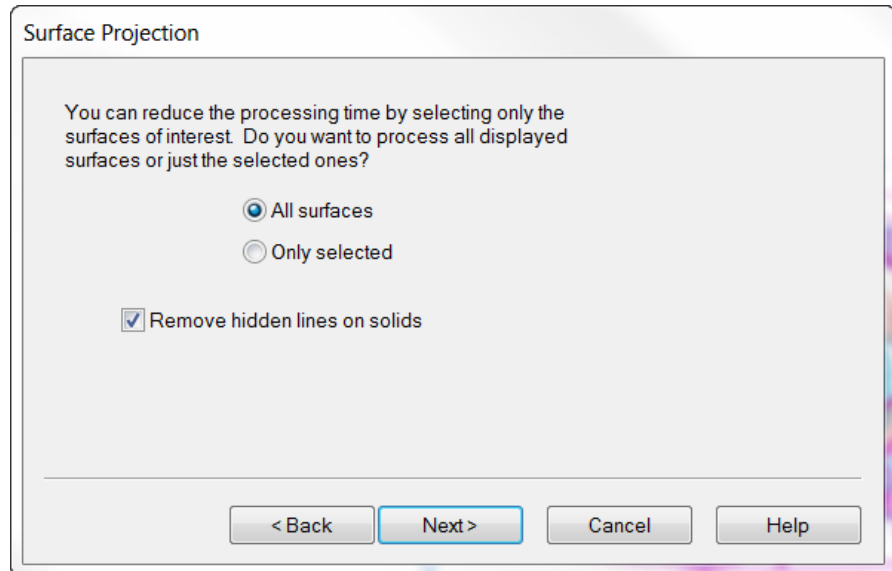 Surface Projection
You can reduce the processing time by selecting only the
surfaces of interest. Do you want to process all displayed
surfaces or just the selected ones?
All surfaces
Only selected
Remove hidden lines on solids
< Back Next > Cancel Help